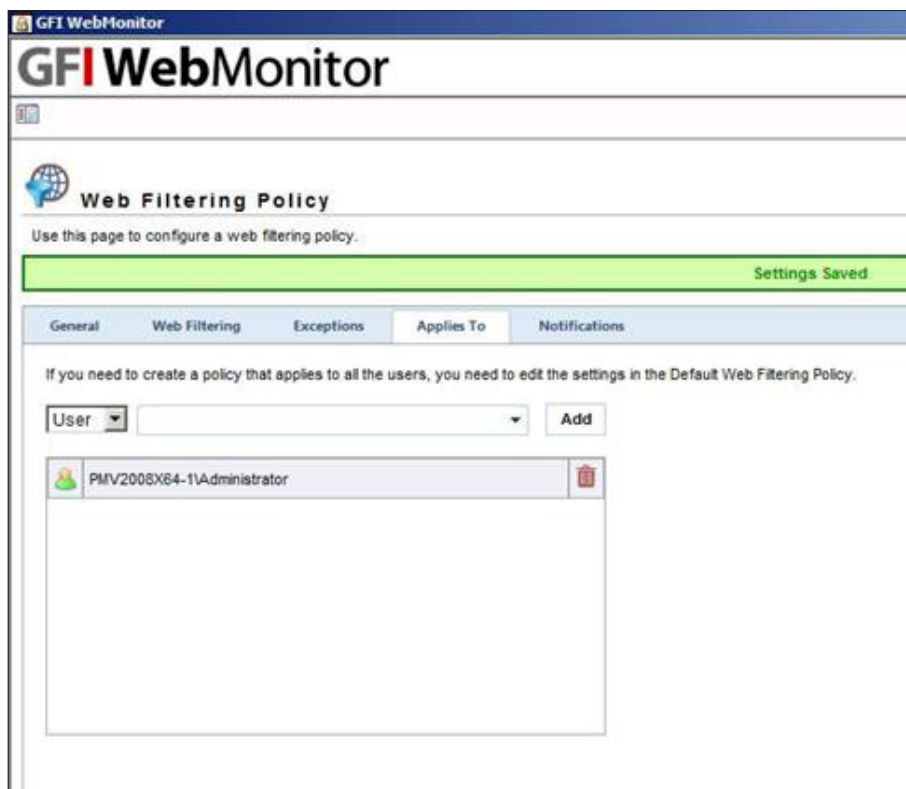 GFI WebMonitor
GFI WebMonitor
Web Filtering Policy
Use this page to configure a web filtering policy.
Settings Saved
General Web Filtering Exceptions Applies To Notifications
If you need to create a policy that applies to all the users, you need to edit the settings in the Default Web Filtering Policy.
User Add
PMV2008X64-1\Administrator